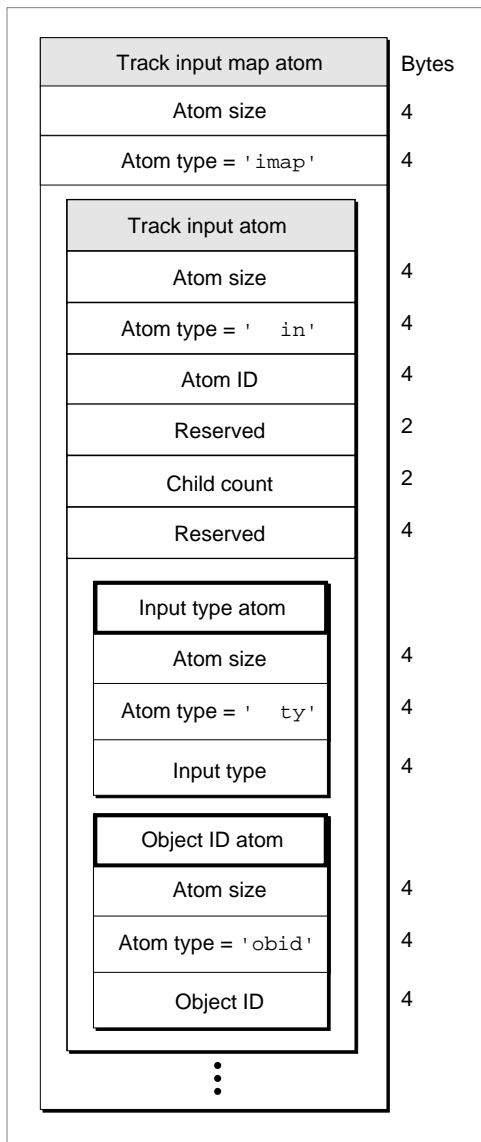 Track input map atom Bytes
Atom size 4
Atom type = 'imap' 4
Track input atom
Atom size 4
Atom type = '  in' 4
Atom ID 4
Reserved 2
Child count 2
Reserved 4
Input type atom
Atom size 4
Atom type = '  ty' 4
Input type 4
Object ID atom
Atom size 4
Atom type = 'obid' 4
Object ID 4